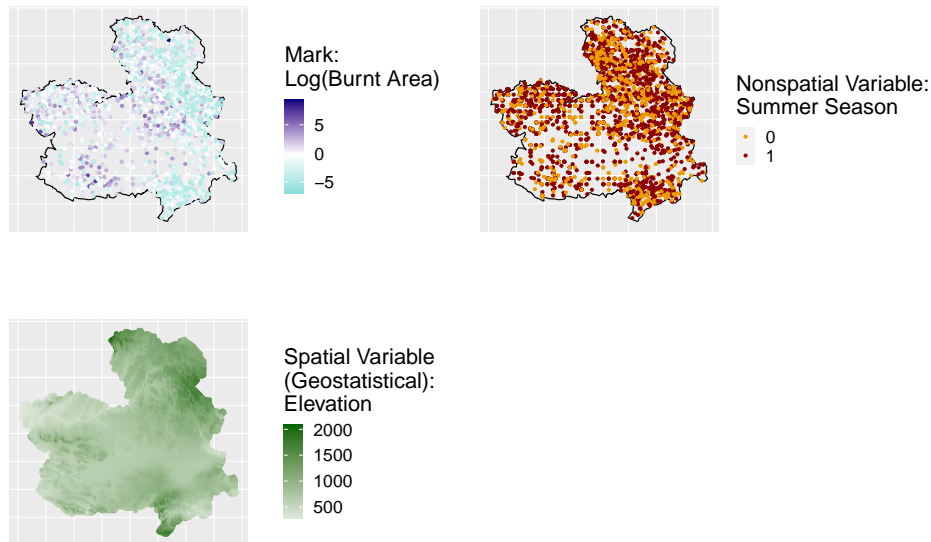 Mark:
Log(Burnt Area)
5
0
−5
Nonspatial Variable:
Summer Season
0
1
Spatial Variable
(Geostatistical):
Elevation
2000
1500
1000
500